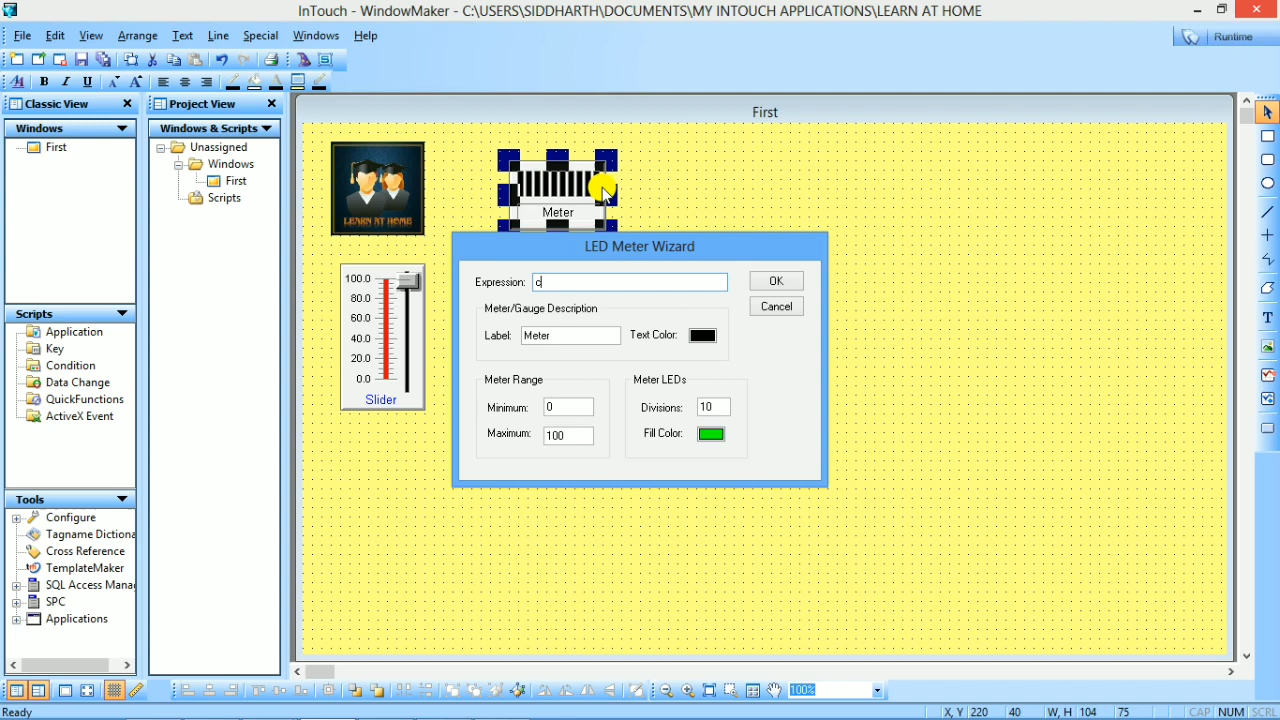 InTouch - WindowMaker - C:\USERS\SIDDHARTH\DOCUMENTS\MY INTOUCH APPLICATIONS\LEARN AT HOME
File Edit View Arrange Text Line Special Windows Help
Runtime
Classic View
Project View
First
Windows
Windows & Scripts
First
Unassigned
Windows
First
Scripts
LEARN AT HOME
Meter
LED Meter Wizard
Expression: c
OK
Meter/Gauge Description
Cancel
Label: Meter
Text Color:
Meter Range
Meter LEDs
Minimum: 0
Divisions: 10
Maximum: 100
Fill Color:
100.0
80.0
60.0
40.0
20.0
0.0
Slider
Scripts
Application
Key
Condition
Data Change
QuickFunctions
ActiveX Event
Tools
Configure
Tagname Dictiona
Cross Reference
TemplateMaker
SQL Access Mana
SPC
Applications
100%
Ready
X, Y 220 40 W, H 104 75 CAP NUM SCRL